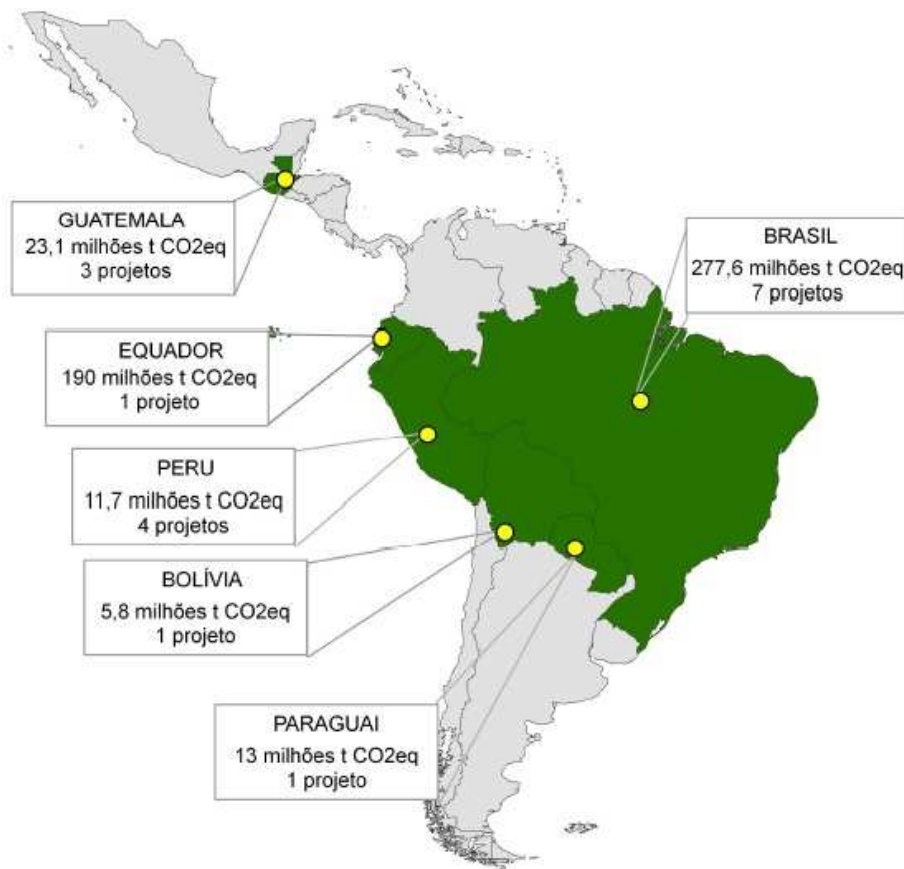 GUATEMALA
23,1 milhões t CO2eq
3 projetos
BRASIL
277,6 milhões t CO2eq
7 projetos
EQUADOR
190 milhões t CO2eq
1 projeto
PERU
11,7 milhões t CO2eq
4 projetos
BOLÍVIA
5,8 milhões t CO2eq
1 projeto
PARAGUAI
13 milhões t CO2eq
1 projeto